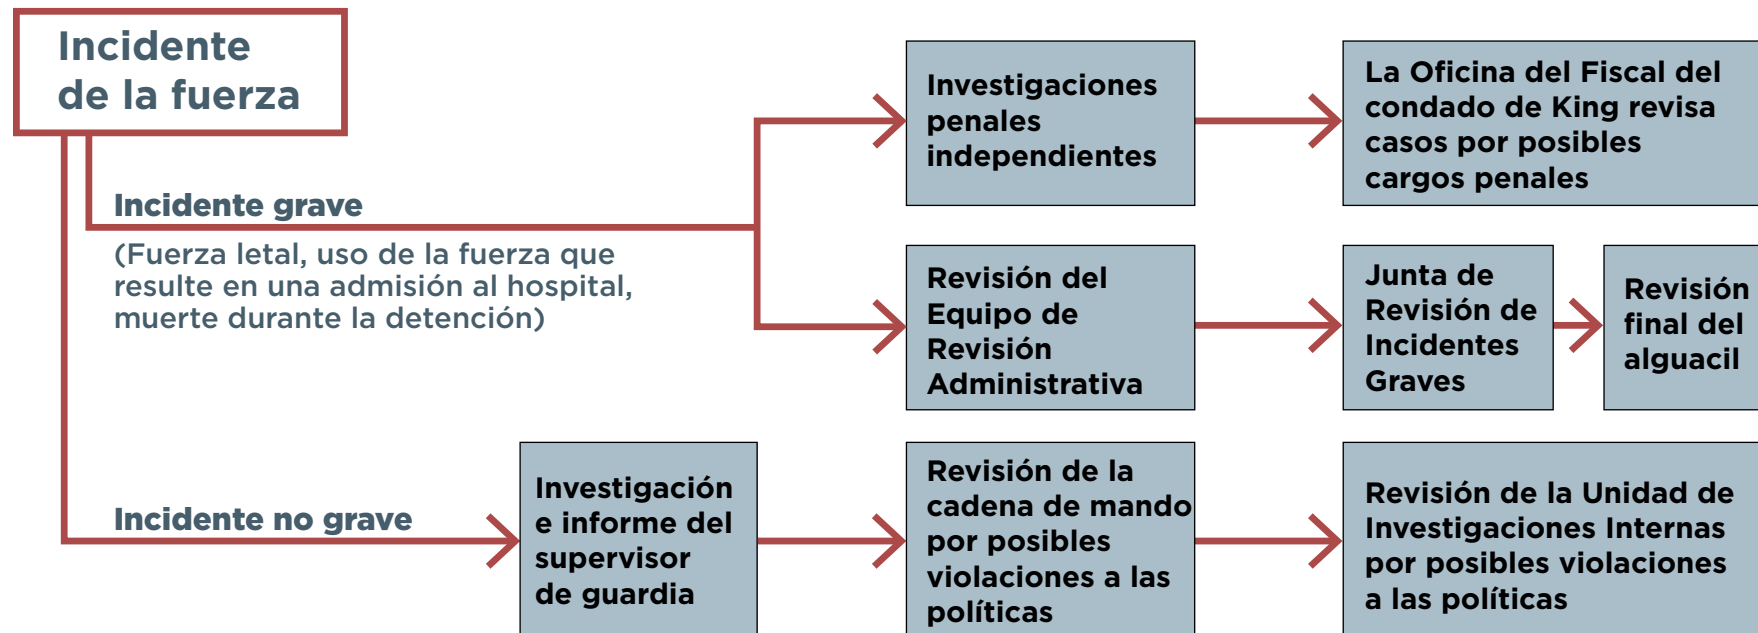 Incidente
de la fuerza
Incidente grave
(Fuerza letal, uso de la fuerza que
resulte en una admisión al hospital,
muerte durante la detención)
Investigaciones
penales
independientes
La Oficina del Fiscal del
condado de King revisa
casos por posibles
cargos penales
Revisión del
Equipo de
Revisión
Administrativa
Junta de
Revisión de
Incidentes
Graves
Revisión
final del
alguacil
Incidente no grave
Investigación
e informe del
supervisor
de guardia
Revisión de la
cadena de mando
por posibles
violaciones a las
políticas
Revisión de la Unidad de
Investigaciones Internas
por posibles violaciones
a las políticas